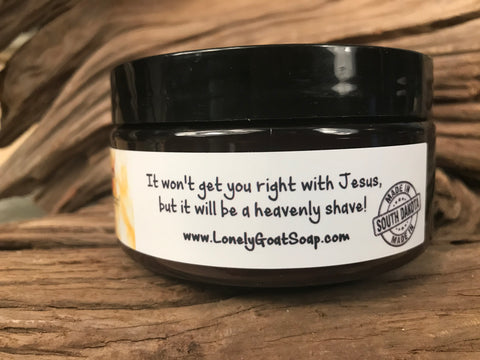 It won't get you right with Jesus,
but it will be a heavenly shave!
www.LonelyGoatSoap.com
MADE IN
SOUTH DAKOTA
MADE IN